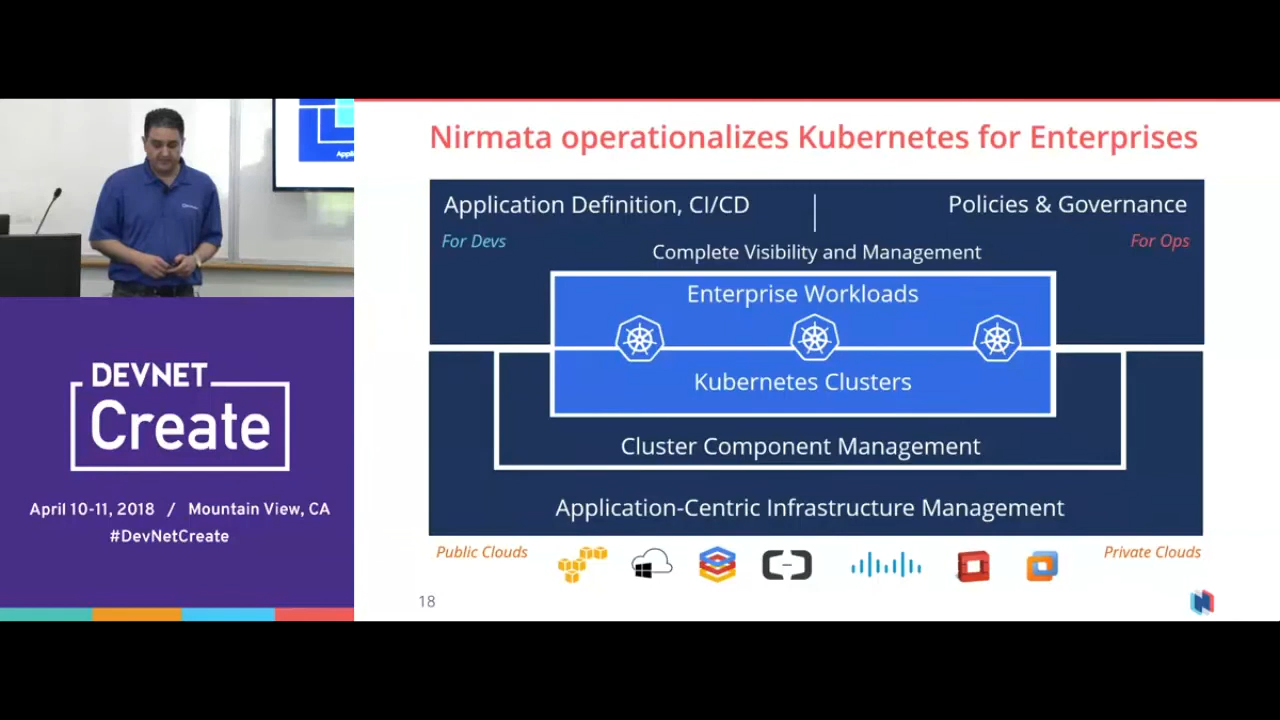 Nirmata operationalizes Kubernetes for Enterprises
Application Definition, CI/CD
Policies & Governance
For Devs
For Ops
Complete Visibility and Management
Enterprise Workloads
Kubernetes Clusters
Cluster Component Management
Application-Centric Infrastructure Management
Public Clouds
Private Clouds
18
DEVNET
Create
April 10-11, 2018 / Mountain View, CA
#DevNetCreate